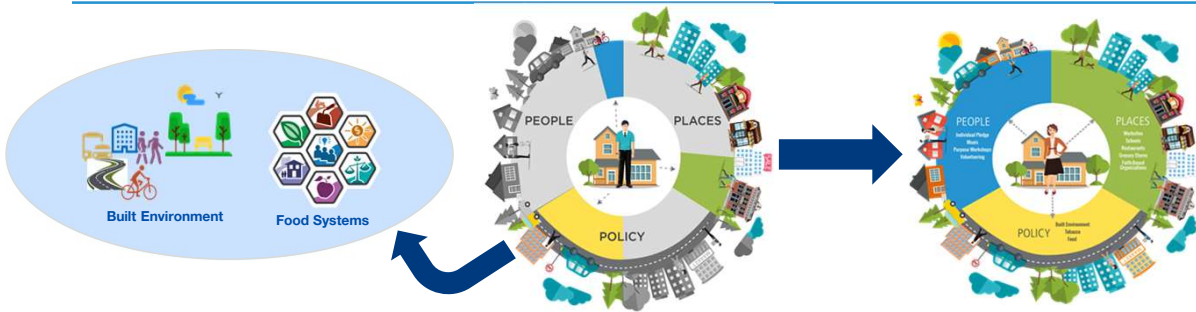 Built Environment
Food Systems
PEOPLE
PLACES
POLICY
PEOPLE
Individual Pledge
Moais
Purpose Workshops
Volunteering
PLACES
Worksites
Schools
Restaurants
Grocery Stores
Faith-Based
Organizations
POLICY
Built Environment
Tobacco
Food